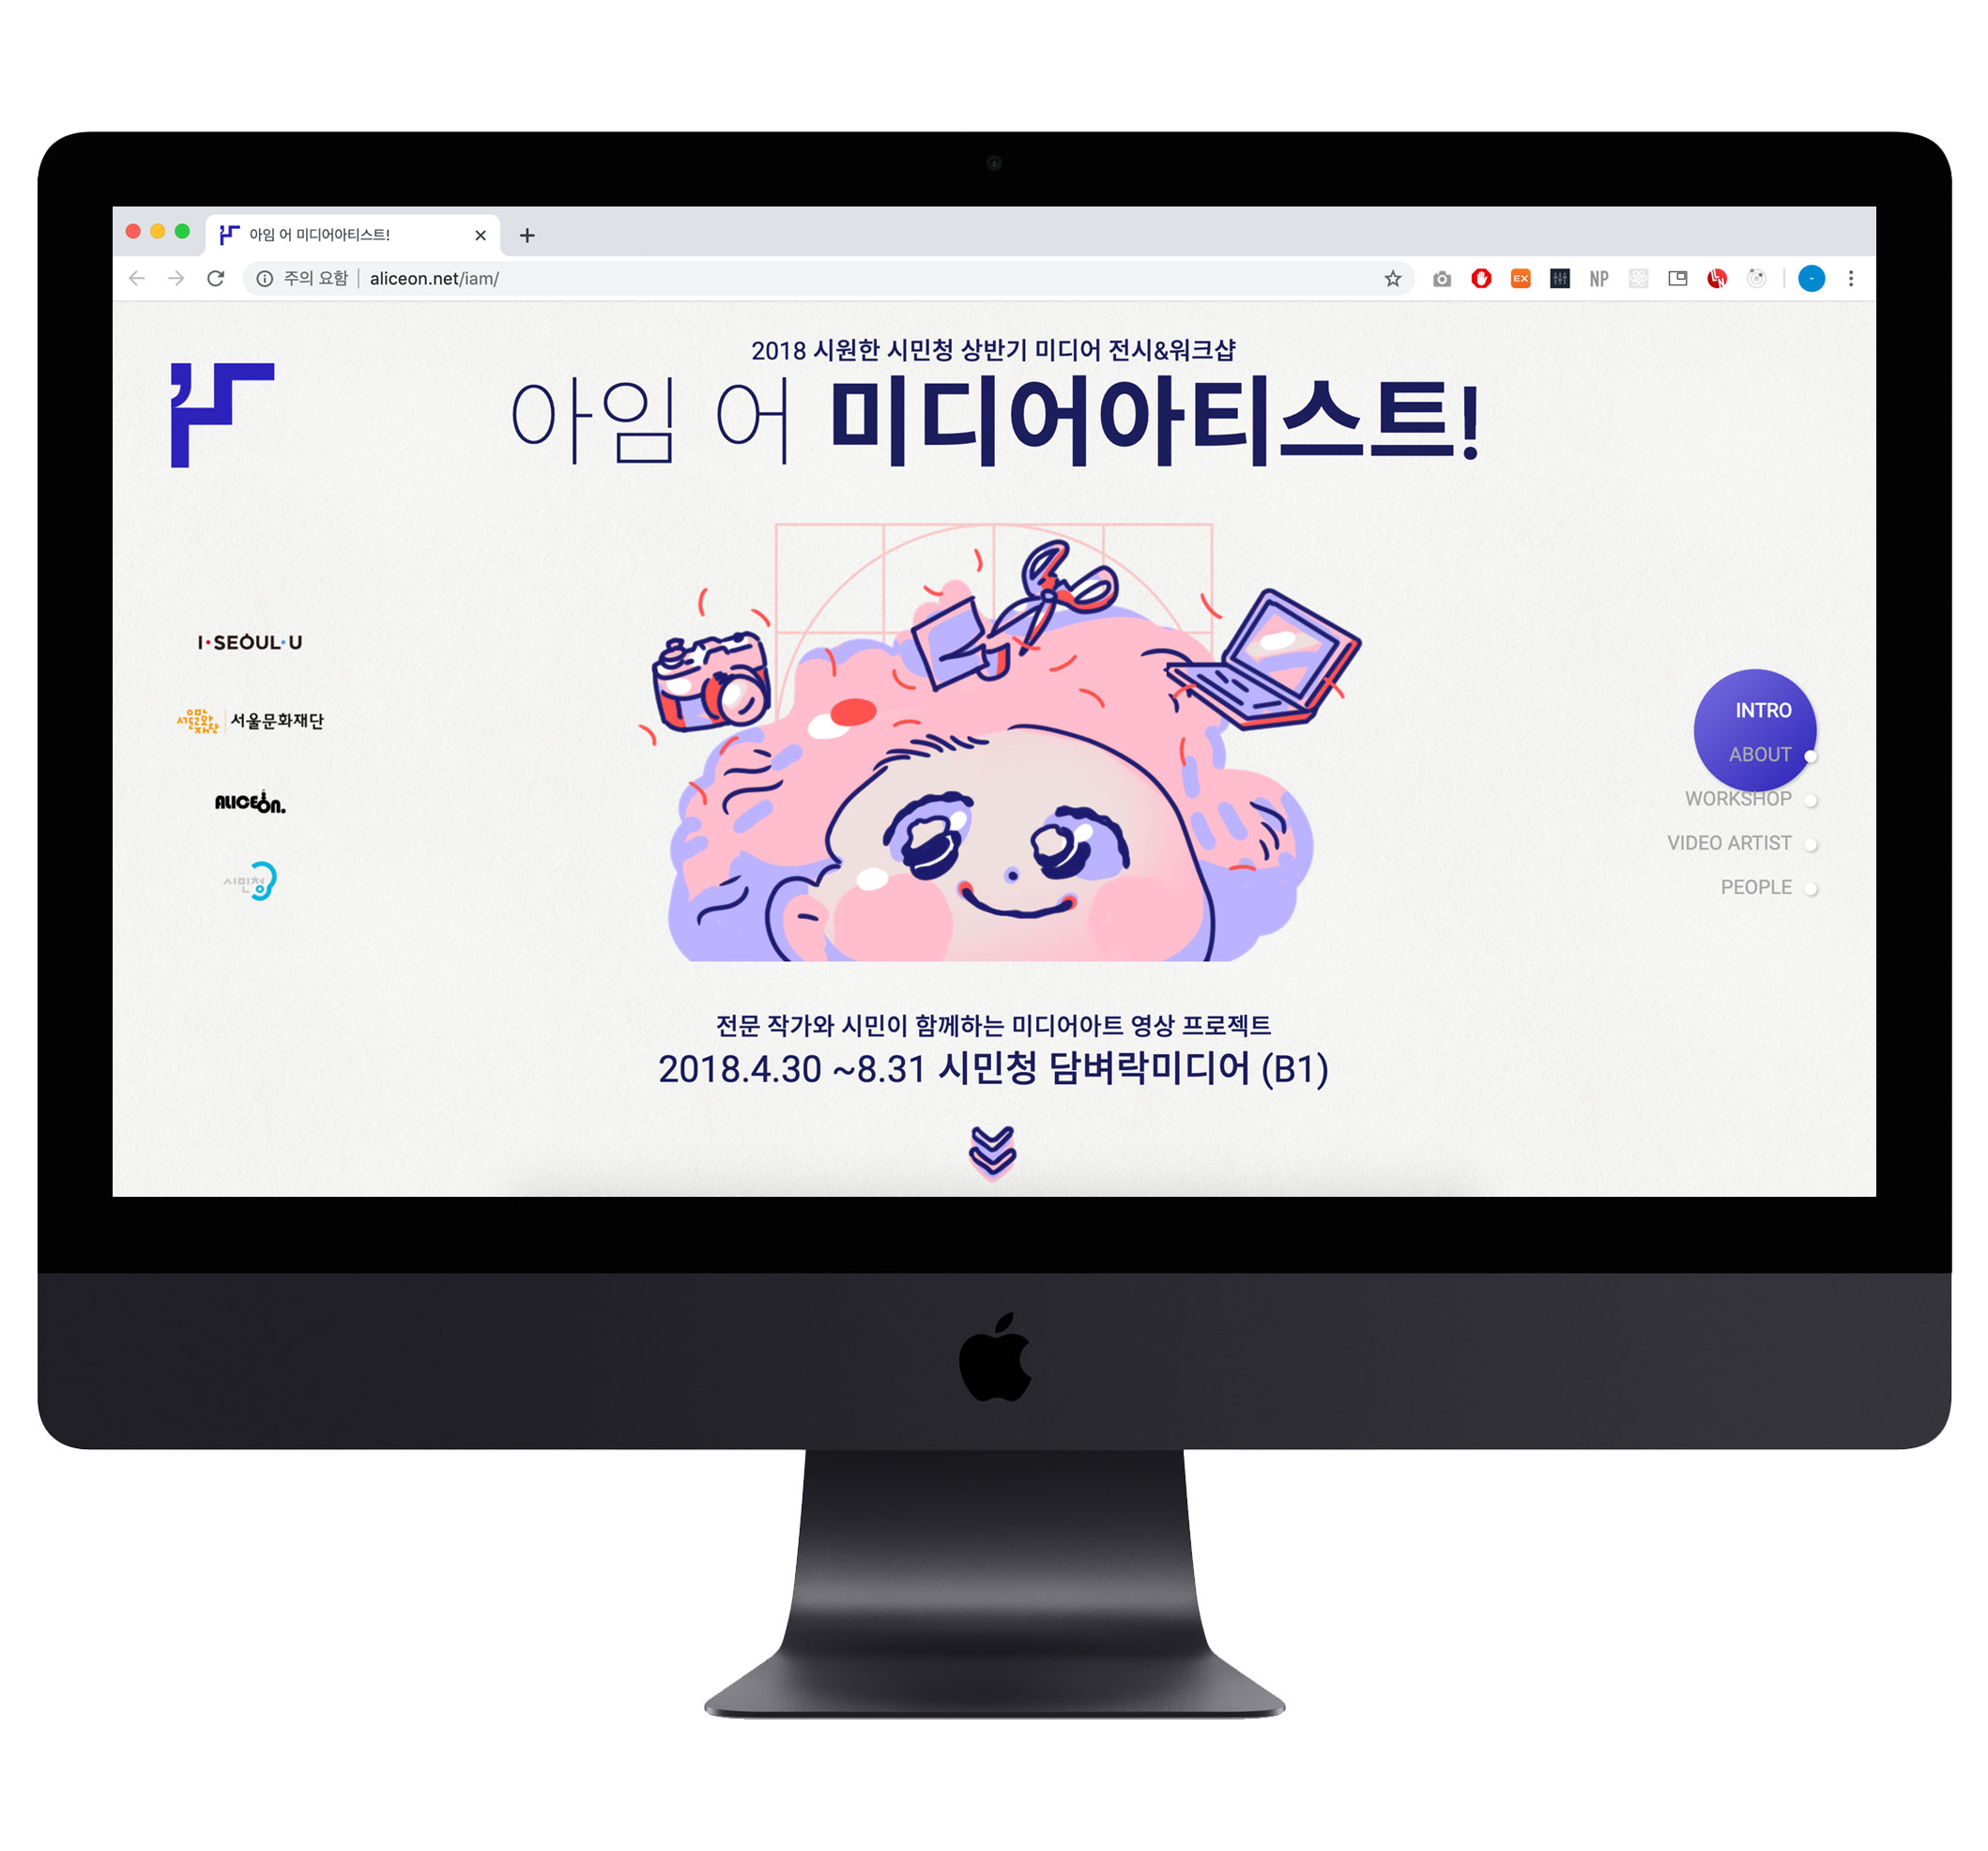 아임 어 미디어아티스트!
주의 요함 | aliceon.net/iam/
EX
NP
2018 시원한 시민청 상반기 미디어 전시&워크샵
아임 어 미디어아티스트!
I·SEOUL·U
서울문화재단
ALICEON.
시민청
INTRO
ABOUT
WORKSHOP
VIDEO ARTIST
PEOPLE
전문 작가와 시민이 함께하는 미디어아트 영상 프로젝트
2018.4.30 ~8.31 시민청 담벼락미디어 (B1)